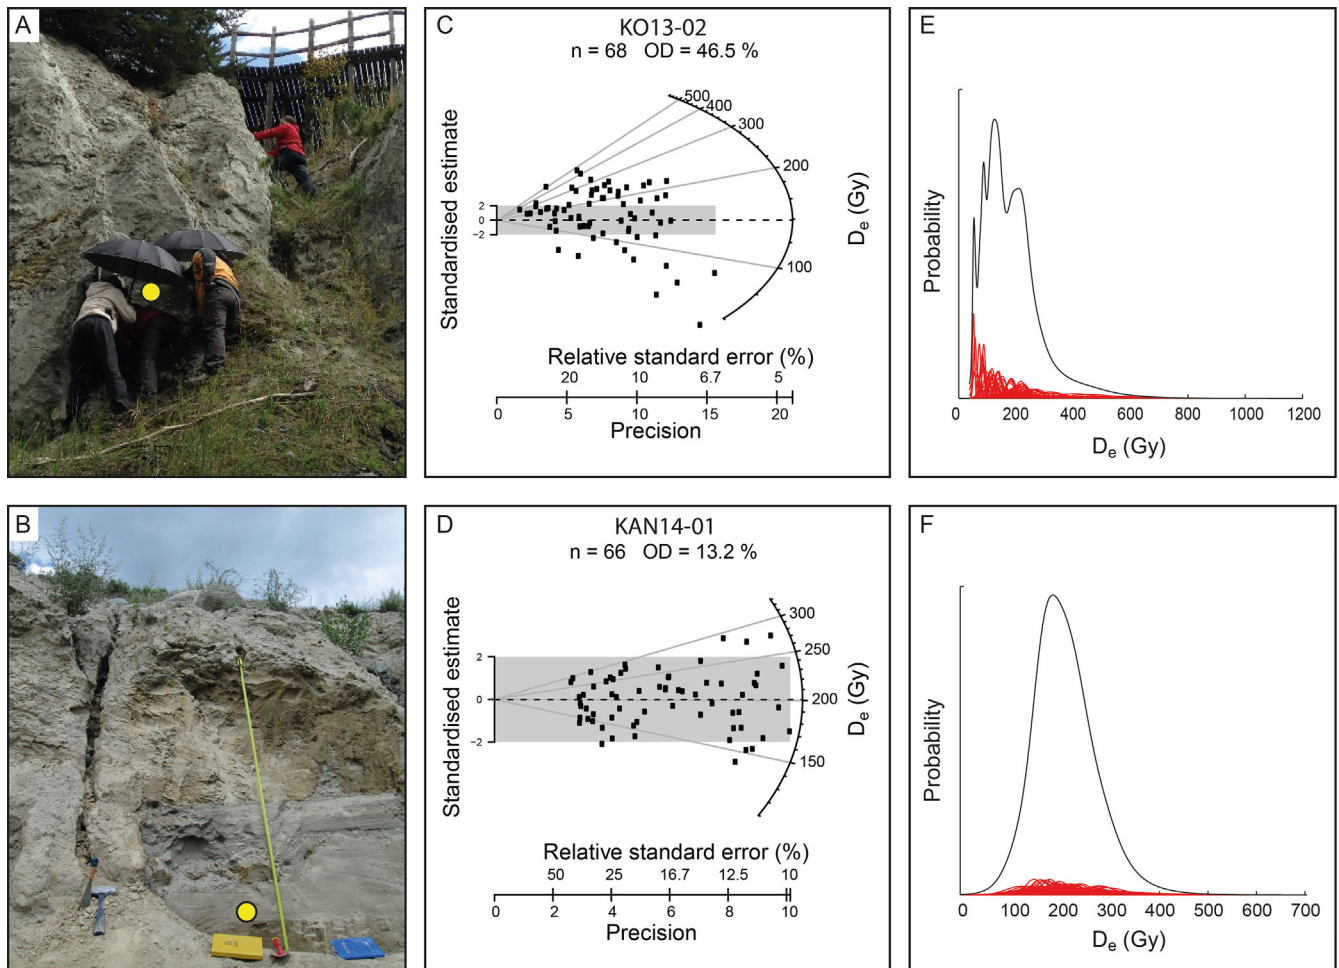 A
C
KO13-02
n = 68 OD = 46.5 %
Standardised estimate
2
0
−2
500
400
300
200
100
De (Gy)
Relative standard error (%)
20 10 6.7 5
0 5 10 15 20
Precision
E
Probability
0 200 400 600 800 1000 1200
De (Gy)
B
D
KAN14-01
n = 66 OD = 13.2 %
Standardised estimate
2
0
−2
300
250
200
150
De (Gy)
Relative standard error (%)
50 25 16.7 12.5 10
0 2 4 6 8 10
Precision
F
Probability
0 100 200 300 400 500 600 700
De (Gy)